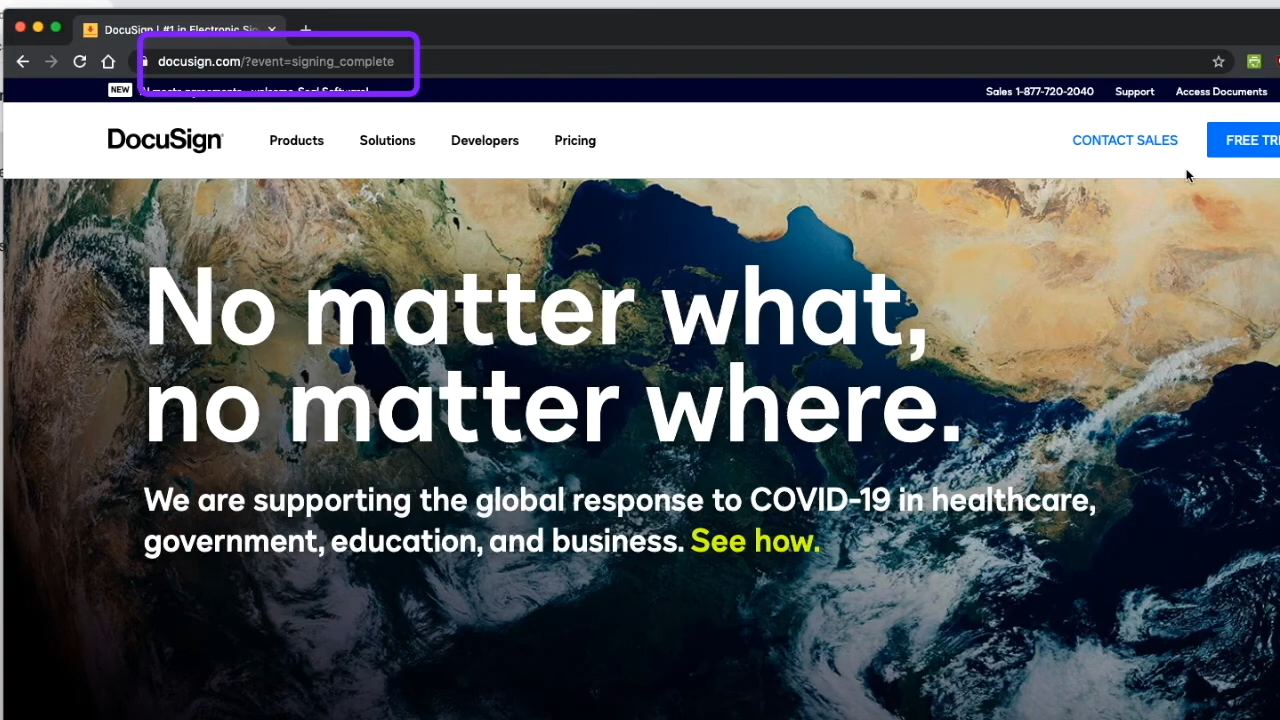 DocuSign | #1 in Electronic Sig
docusign.com/?event=signing_complete
NEW
Sales 1-877-720-2040 Support Access Documents
DocuSign Products Solutions Developers Pricing CONTACT SALES FREE TRI
No matter what,
no matter where.
We are supporting the global response to COVID-19 in healthcare,
government, education, and business. See how.